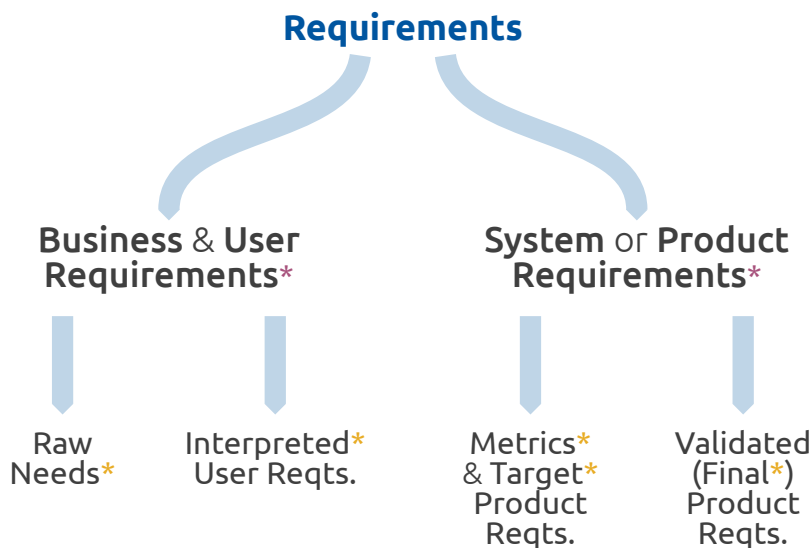 Requirements
Business & User
Requirements*
System or Product
Requirements*
Raw
Needs*
Interpreted*
User Reqts.
Metrics*
& Target*
Product
Reqts.
Validated
(Final*)
Product
Reqts.